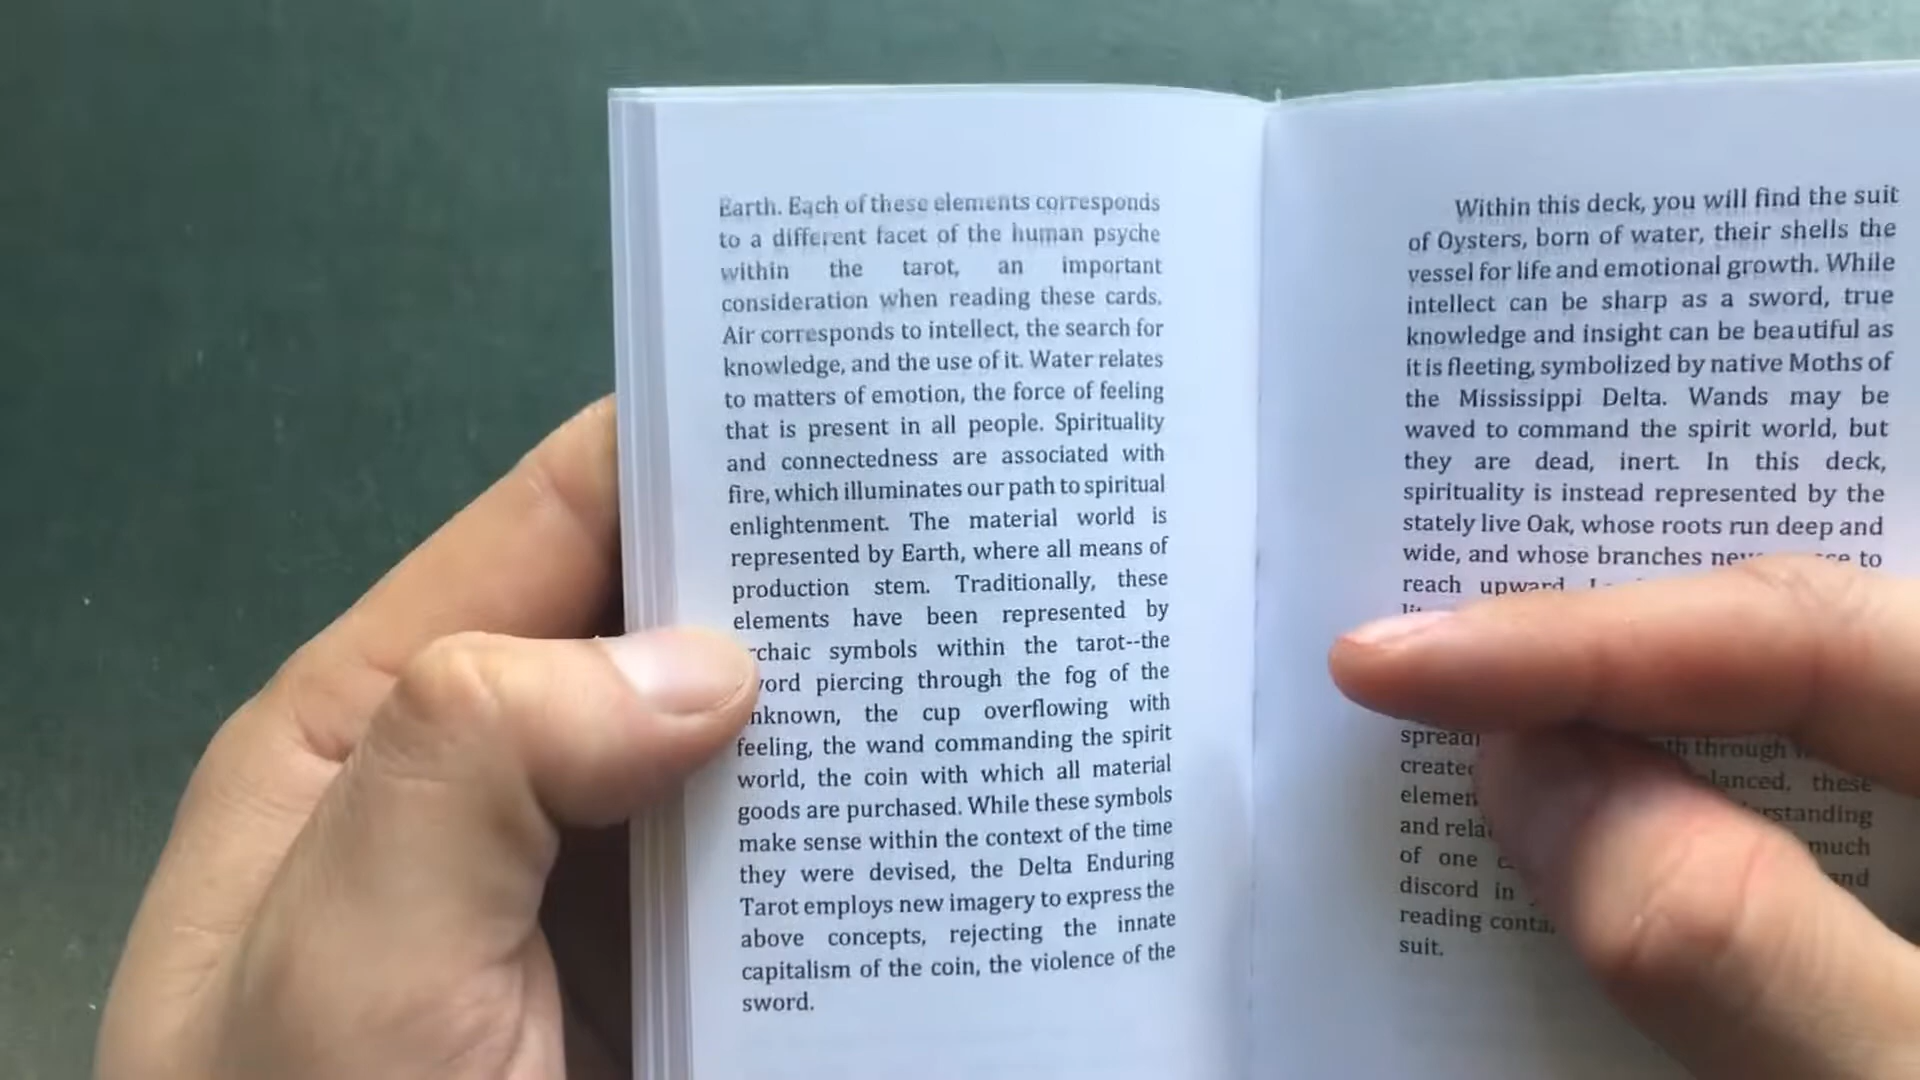 Earth. Each of these elements corresponds
to a different facet of the human psyche
within the tarot, an important
consideration when reading these cards.
Air corresponds to intellect, the search for
knowledge, and the use of it. Water relates
to matters of emotion, the force of feeling
that is present in all people. Spirituality
and connectedness are associated with
fire, which illuminates our path to spiritual
enlightenment. The material world is
represented by Earth, where all means of
production stem. Traditionally, these
elements have been represented by
symbols within the tarot--the
piercing through the fog of the
the cup overflowing with
feeling, the wand commanding the spirit
world, the coin with which all material
goods are purchased. While these symbols
make sense within the context of the time
they were devised, the Delta Enduring
Tarot employs new imagery to express the
above concepts, rejecting the innate
capitalism of the coin, the violence of the
sword.
Within this deck, you will find the suit
of Oysters, born of water, their shells the
vessel for life and emotional growth. While
intellect can be sharp as a sword, true
knowledge and insight can be beautiful as
it is fleeting, symbolized by native Moths of
the Mississippi Delta. Wands may be
waved to command the spirit world, but
they are dead, inert. In this deck,
spirituality is instead represented by the
stately live Oak, whose roots run deep and
wide, and whose branches to
reach upward
through
these
and
of one
much
discord in
reading
suit.